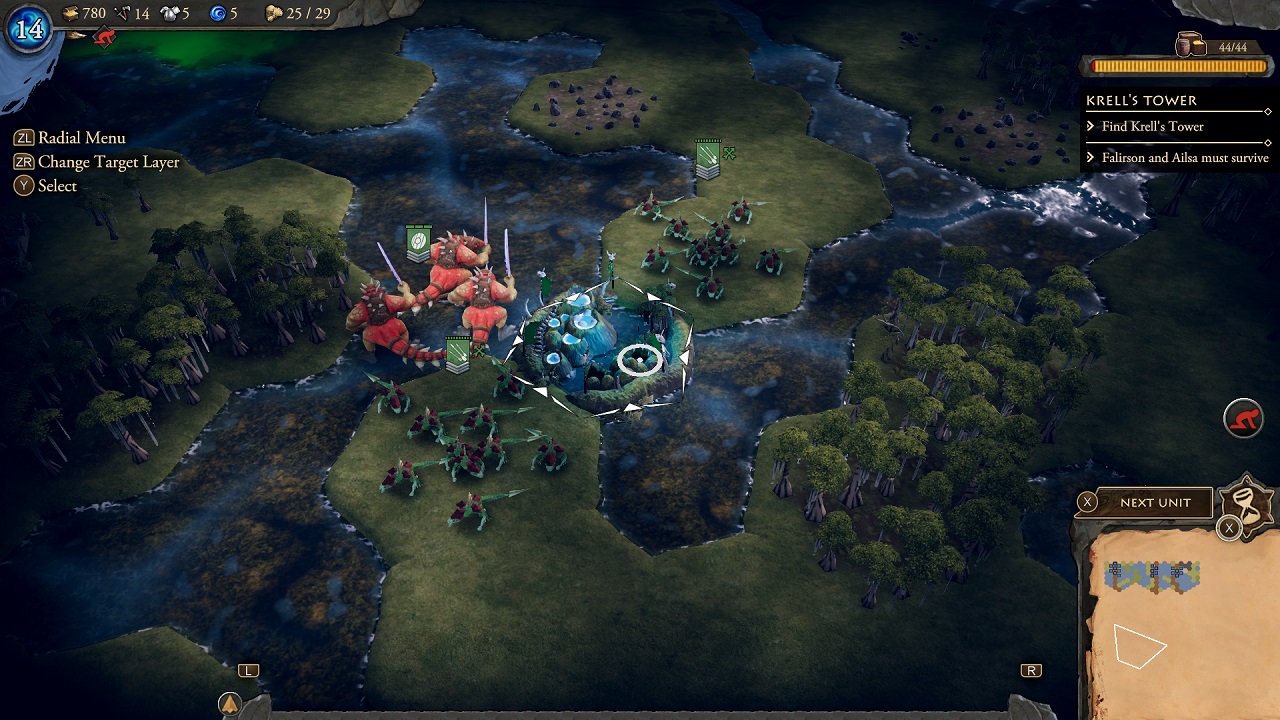 14
780 14 5 5 25 / 29
44/44
KRELL'S TOWER
Find Krell's Tower
Falirson and Ailsa must survive
ZL Radial Menu
ZR Change Target Layer
Y Select
X NEXT UNIT
X
L
R